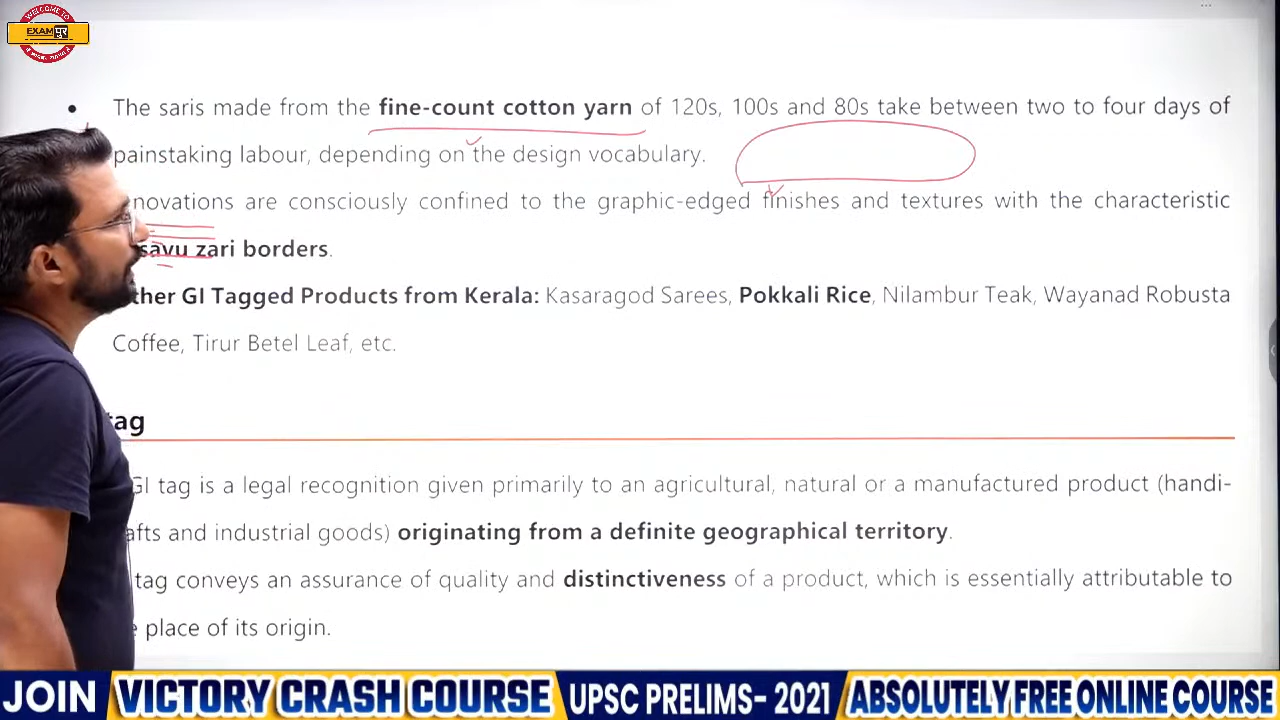 WELCOME TO
EXAM पुर
The saris made from the fine-count cotton yarn of 120s, 100s and 80s take between two to four days of
painstaking labour, depending on the design vocabulary.
novations are consciously confined to the graphic-edged finishes and textures with the characteristic
savu zari borders.
ther GI Tagged Products from Kerala: Kasaragod Sarees, Pokkali Rice, Nilambur Teak, Wayanad Robusta
Coffee, Tirur Betel Leaf, etc.
tag
GI tag is a legal recognition given primarily to an agricultural, natural or a manufactured product (handi-
afts and industrial goods) originating from a definite geographical territory.
tag conveys an assurance of quality and distinctiveness of a product, which is essentially attributable to
place of its origin.
JOIN VICTORY CRASH COURSE UPSC PRELIMS- 2021 ABSOLUTELY FREE ONLINE COURSE